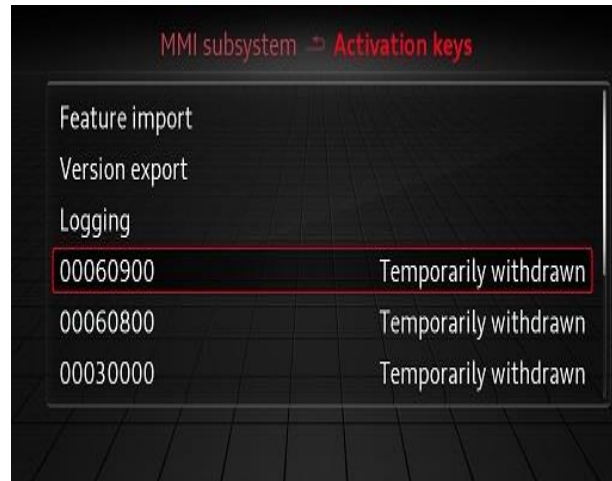 MMI subsystem Activation keys
Feature import
Version export
Logging
00060900 Temporarily withdrawn
00060800 Temporarily withdrawn
00030000 Temporarily withdrawn